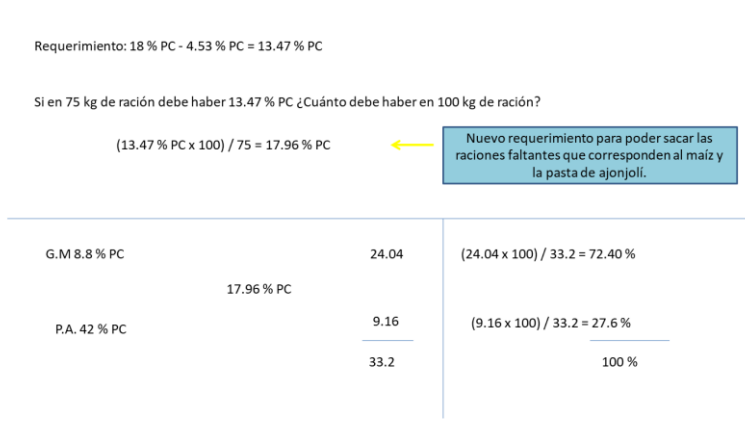 Requerimiento: 18 % PC - 4.53 % PC = 13.47 % PC
Si en 75 kg de ración debe haber 13.47 % PC ¿Cuánto debe haber en 100 kg de ración?
(13.47 % PC x 100) / 75 = 17.96 % PC
Nuevo requerimiento para poder sacar las
raciones faltantes que corresponden al maíz y
la pasta de ajonjolí.
G.M 8.8 % PC
24.04
(24.04 x 100) / 33.2 = 72.40 %
17.96 % PC
P.A. 42 % PC
9.16
(9.16 x 100) / 33.2 = 27.6 %
33.2
100 %